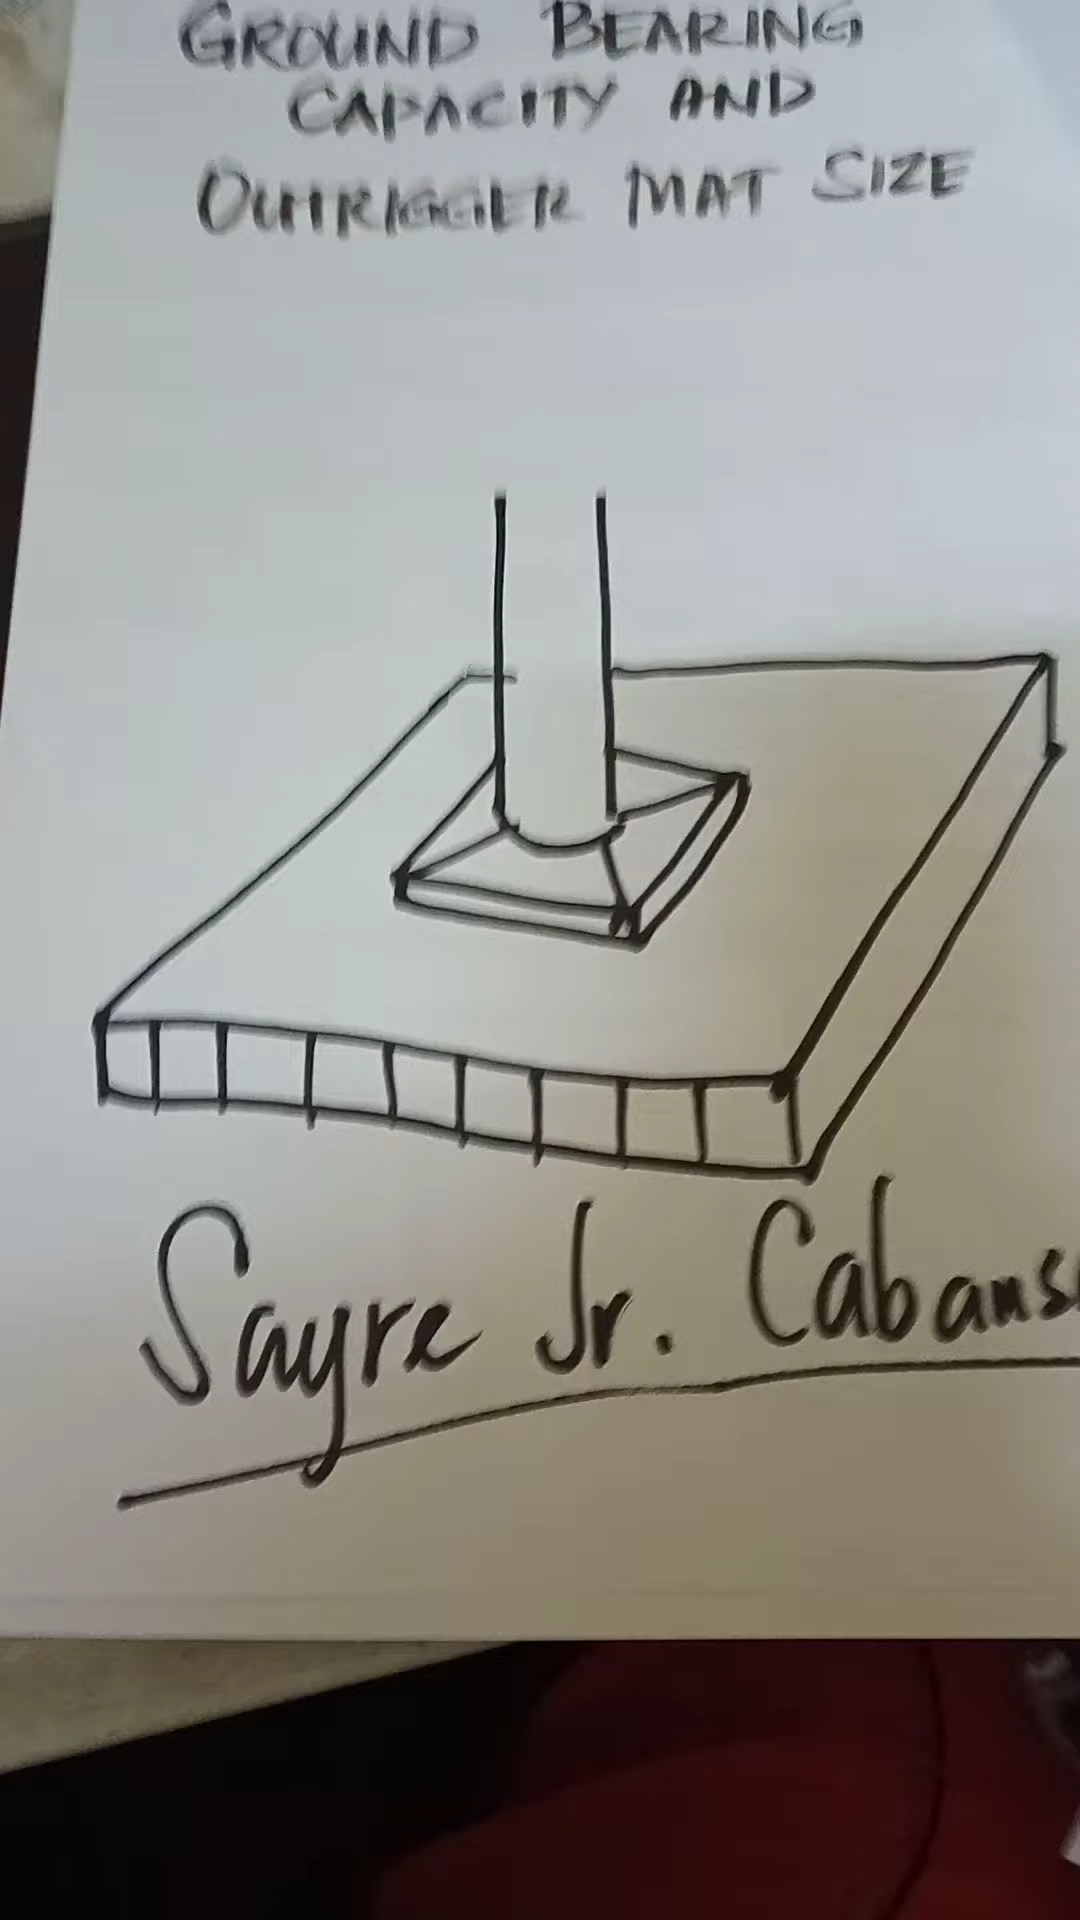 GROUND BEARING
CAPACITY AND
OUTRIGGER MAT SIZE
Sayre Jr.